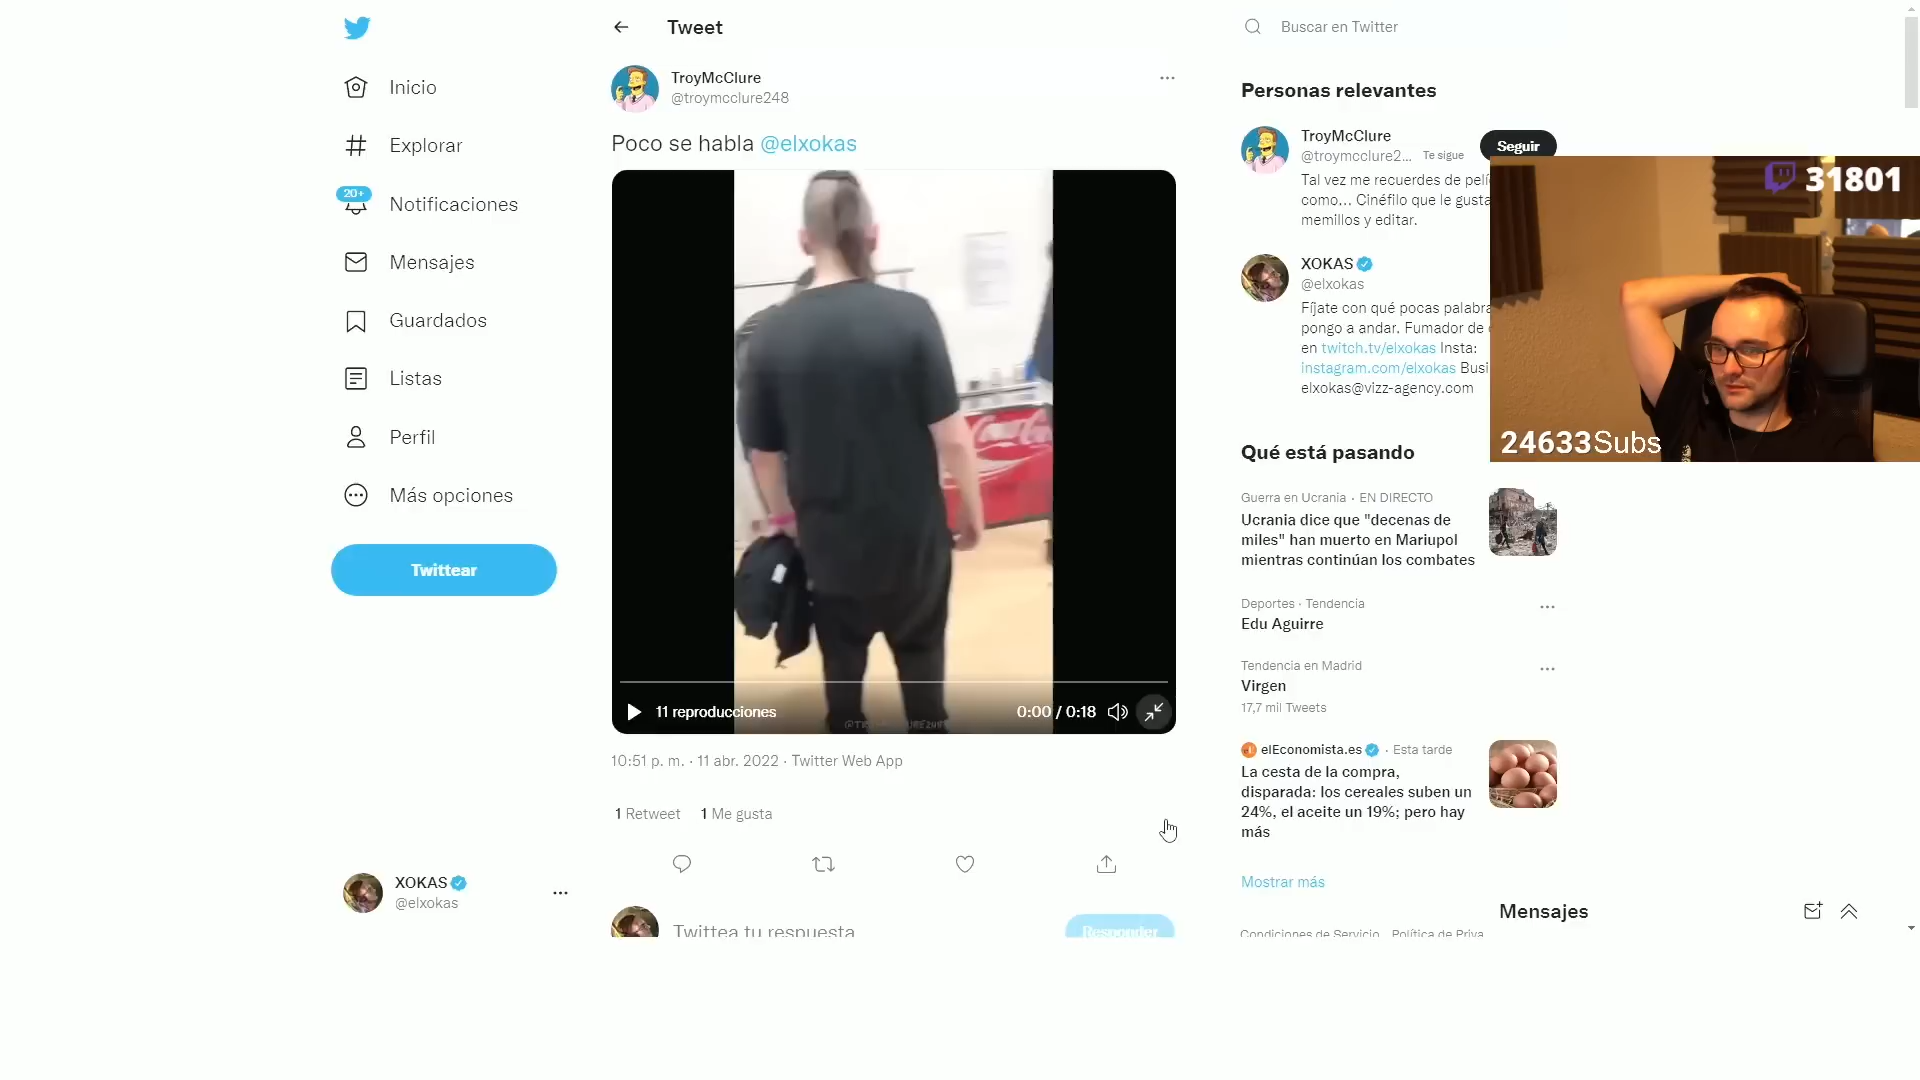 Inicio
Explorar
20+
Notificaciones
Mensajes
Guardados
Listas
Perfil
Más opciones
Twittear
XOKAS
@elxokas
Tweet
TroyMcClure
@troymcclure248
Poco se habla @elxokas
11 reproducciones
0:00 / 0:18
10:51 p. m. · 11 abr. 2022 · Twitter Web App
1 Retweet 1 Me gusta
Twittea tu respuesta
Responder
Buscar en Twitter
Personas relevantes
TroyMcClure
@troymcclure2... Te sigue
Seguir
Tal vez me recuerdes de pelí
como... Cinéfilo que le gusta
memillos y editar.
XOKAS
@elxokas
Fíjate con qué pocas palabra
pongo a andar. Fumador de
en twitch.tv/elxokas Insta:
instagram.com/elxokas Busi
elxokas@vizz-agency.com
31801
24633Subs
Qué está pasando
Guerra en Ucrania · EN DIRECTO
Ucrania dice que "decenas de
miles" han muerto en Mariupol
mientras continúan los combates
Deportes · Tendencia
Edu Aguirre
Tendencia en Madrid
Virgen
17,7 mil Tweets
elEconomista.es · Esta tarde
La cesta de la compra,
disparada: los cereales suben un
24%, el aceite un 19%; pero hay
más
Mostrar más
Condiciones de Servicio Política de Priva
Mensajes